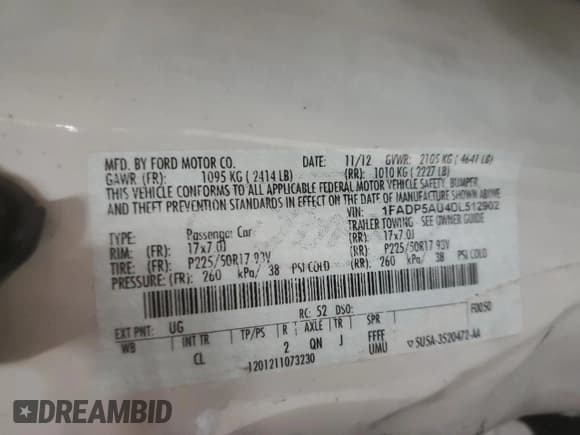 MFD. BY FORD MOTOR CO. DATE: 11/12 GVWR: 2105 KG ( 4641 LB)
GAWR (FR): 1095 KG ( 2414 LB) (RR): 1010 KG ( 2227 LB)
THIS VEHICLE CONFORMS TO ALL APPLICABLE FEDERAL MOTOR VEHICLE SAFETY, BUMPER,
AND THEFT PREVENTION STANDARDS IN EFFECT ON THE DATE OF MANUFACTURE SHOWN ABOVE
VIN: 1FADP5AU4DL512902
TYPE: Passenger Car TRAILER TOWING - SEE OWNER
RIM: (FR): 17x7.0J (RR): 17x7.0J
TIRE: (FR): P225/50R17 93V (RR): P225/50R17 93V
PRESSURE: (FR): 260 kPa/ 38 PSI COLD (RR): 260 kPa/ 38 PSI COLD
EXT PNT: UG RC: 52 DSO: F0050
WB INT TR TP/PS R AXLE TR SPR
CL 2 QN J FFFF
UMU
1201211073230 5U5A-3520472-AA
DREAMBID